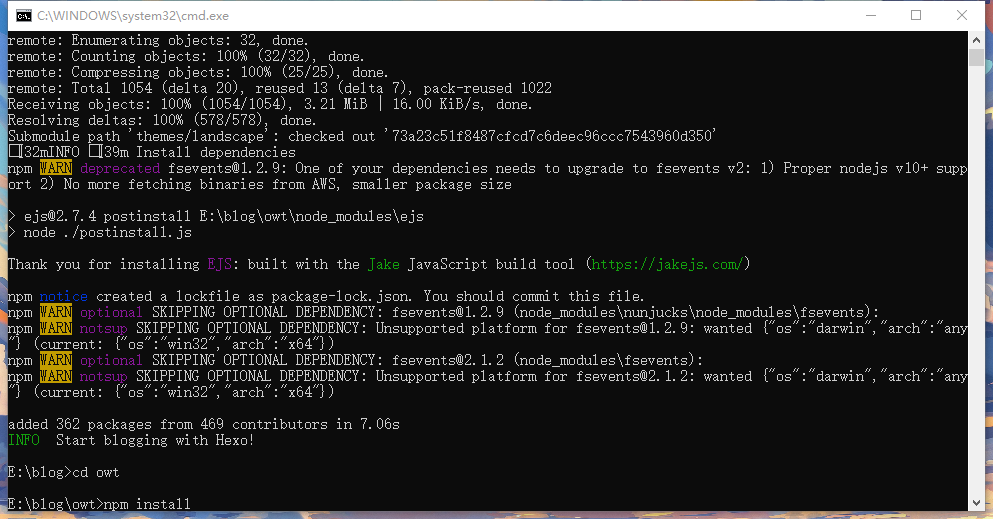 C:\WINDOWS\system32\cmd.exe
remote: Enumerating objects: 32, done.
remote: Counting objects: 100% (32/32), done.
remote: Compressing objects: 100% (25/25), done.
remote: Total 1054 (delta 20), reused 13 (delta 7), pack-reused 1022
Receiving objects: 100% (1054/1054), 3.21 MiB | 16.00 KiB/s, done.
Resolving deltas: 100% (578/578), done.
Submodule path 'themes/landscape': checked out '73a23c51f8487cfcd7c6deec96ccc7543960d350'
[32mINFO [39m Install dependencies
npm WARN deprecated fsevents@1.2.9: One of your dependencies needs to upgrade to fsevents v2: 1) Proper nodejs v10+ supp
ort 2) No more fetching binaries from AWS, smaller package size
> ejs@2.7.4 postinstall E:\blog\owt\node_modules\ejs
> node ./postinstall.js
Thank you for installing EJS: built with the Jake JavaScript build tool (https://jakejs.com/)
npm notice created a lockfile as package-lock.json. You should commit this file.
npm WARN optional SKIPPING OPTIONAL DEPENDENCY: fsevents@1.2.9 (node_modules\nunjucks\node_modules\fsevents):
npm WARN notsup SKIPPING OPTIONAL DEPENDENCY: Unsupported platform for fsevents@1.2.9: wanted {"os":"darwin","arch":"any
"} (current: {"os":"win32","arch":"x64"})
npm WARN optional SKIPPING OPTIONAL DEPENDENCY: fsevents@2.1.2 (node_modules\fsevents):
npm WARN notsup SKIPPING OPTIONAL DEPENDENCY: Unsupported platform for fsevents@2.1.2: wanted {"os":"darwin","arch":"any
"} (current: {"os":"win32","arch":"x64"})
added 362 packages from 469 contributors in 7.06s
INFO  Start blogging with Hexo!
E:\blog>cd owt
E:\blog\owt>npm install